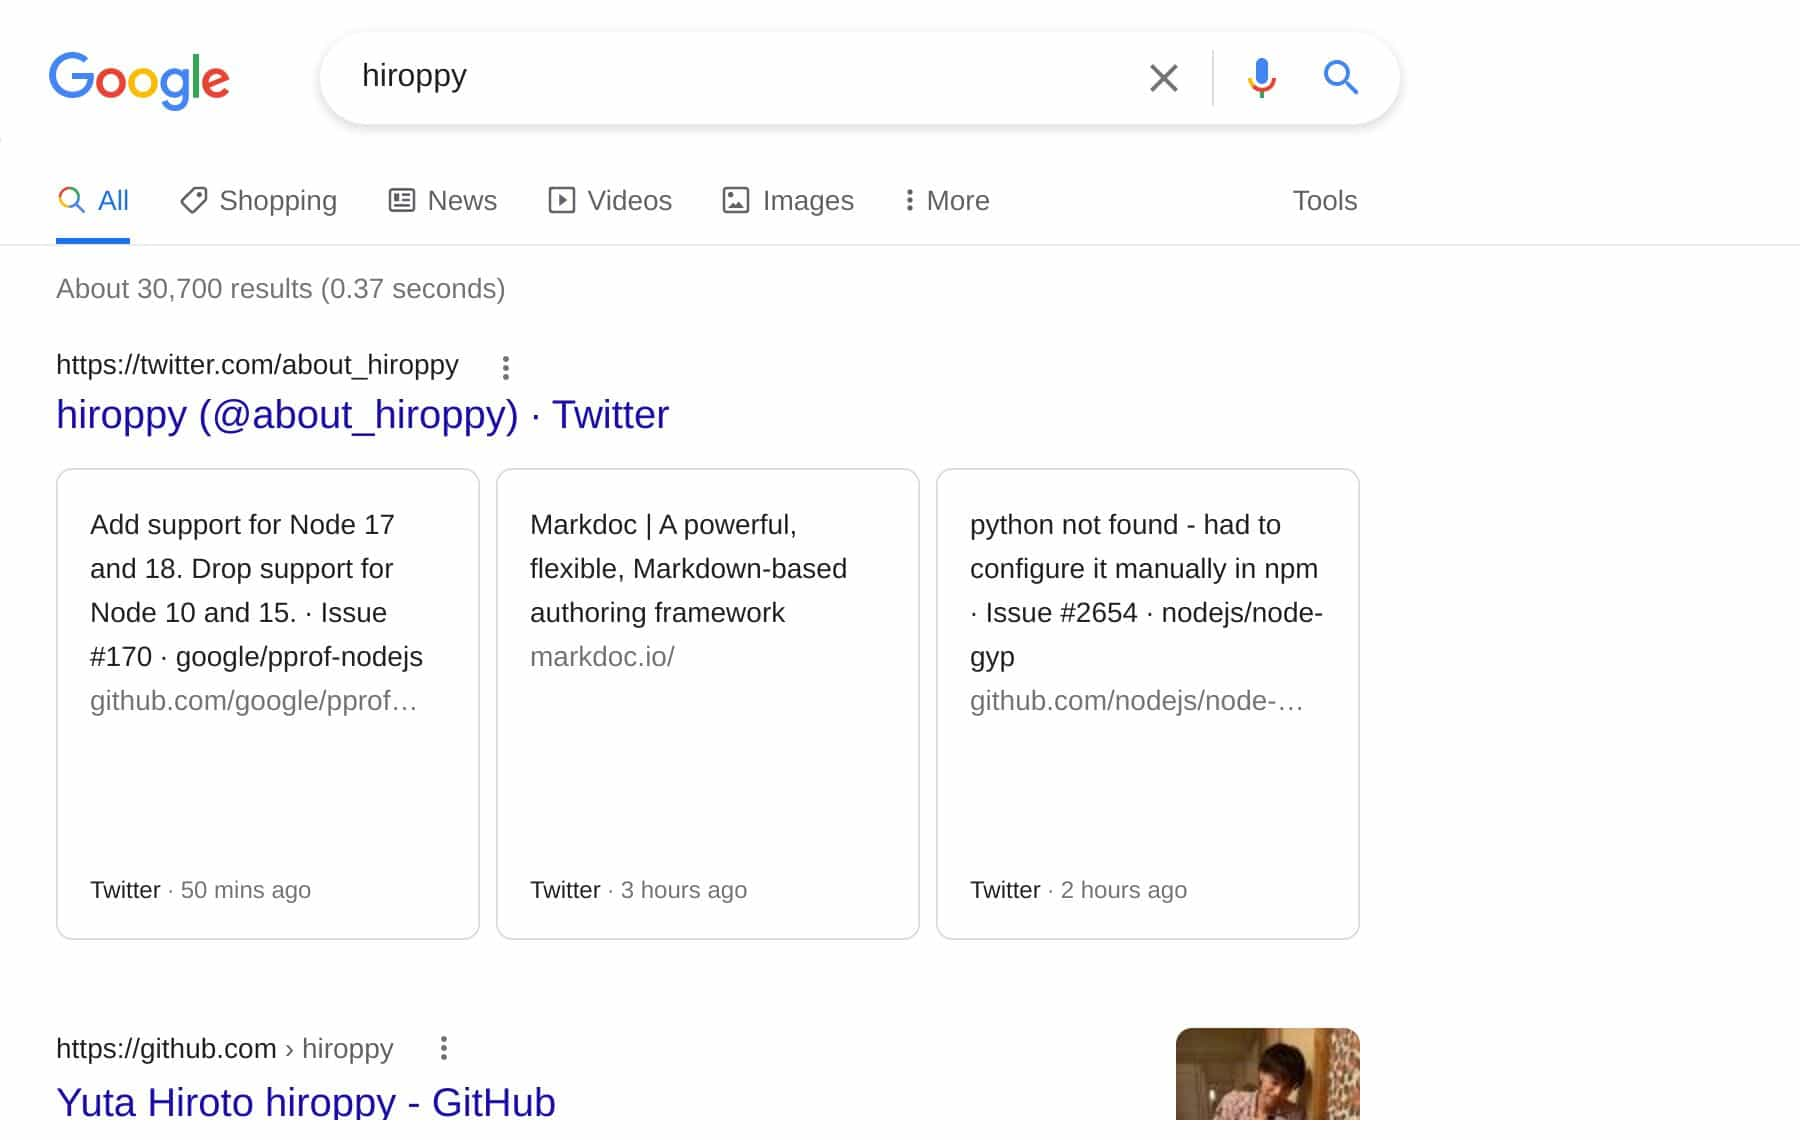 Google
hiroppy
All
Shopping
News
Videos
Images
More
Tools
About 30,700 results (0.37 seconds)
https://twitter.com/about_hiroppy
hiroppy (@about_hiroppy) · Twitter
Add support for Node 17
and 18. Drop support for
Node 10 and 15. · Issue
#170 · google/pprof-nodejs
github.com/google/pprof…
Twitter · 50 mins ago
Markdoc | A powerful,
flexible, Markdown-based
authoring framework
markdoc.io/
Twitter · 3 hours ago
python not found - had to
configure it manually in npm
· Issue #2654 · nodejs/node-
gyp
github.com/nodejs/node-…
Twitter · 2 hours ago
https://github.com › hiroppy
Yuta Hiroto hiroppy - GitHub